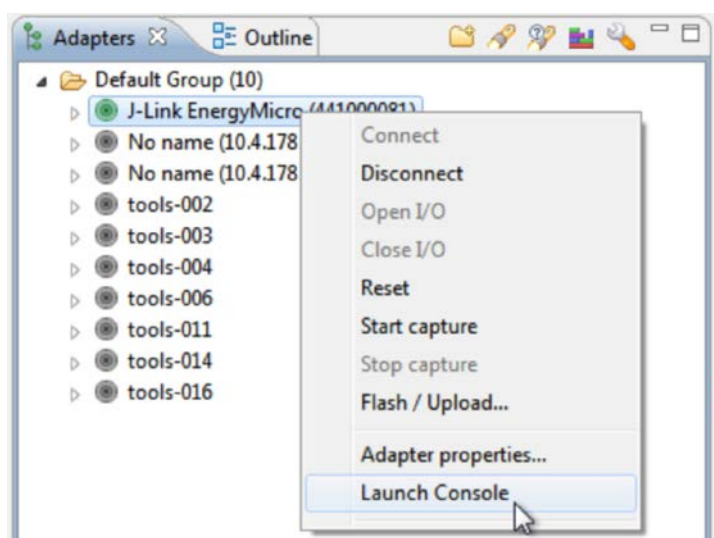 Adapters Outline
Default Group (10)
J-Link EnergyMicro (441000081)
No name (10.4.178
No name (10.4.178
tools-002
tools-003
tools-004
tools-006
tools-011
tools-014
tools-016
Connect
Disconnect
Open I/O
Close I/O
Reset
Start capture
Stop capture
Flash / Upload...
Adapter properties...
Launch Console